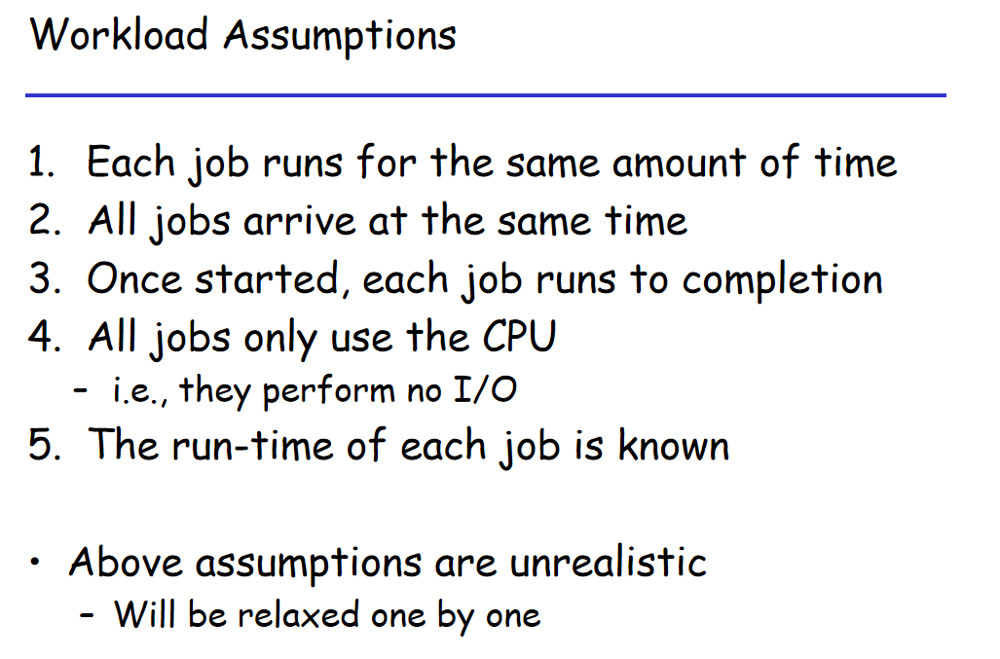 Workload Assumptions
1. Each job runs for the same amount of time
2. All jobs arrive at the same time
3. Once started, each job runs to completion
4. All jobs only use the CPU
– i.e., they perform no I/O
5. The run-time of each job is known
• Above assumptions are unrealistic
– Will be relaxed one by one